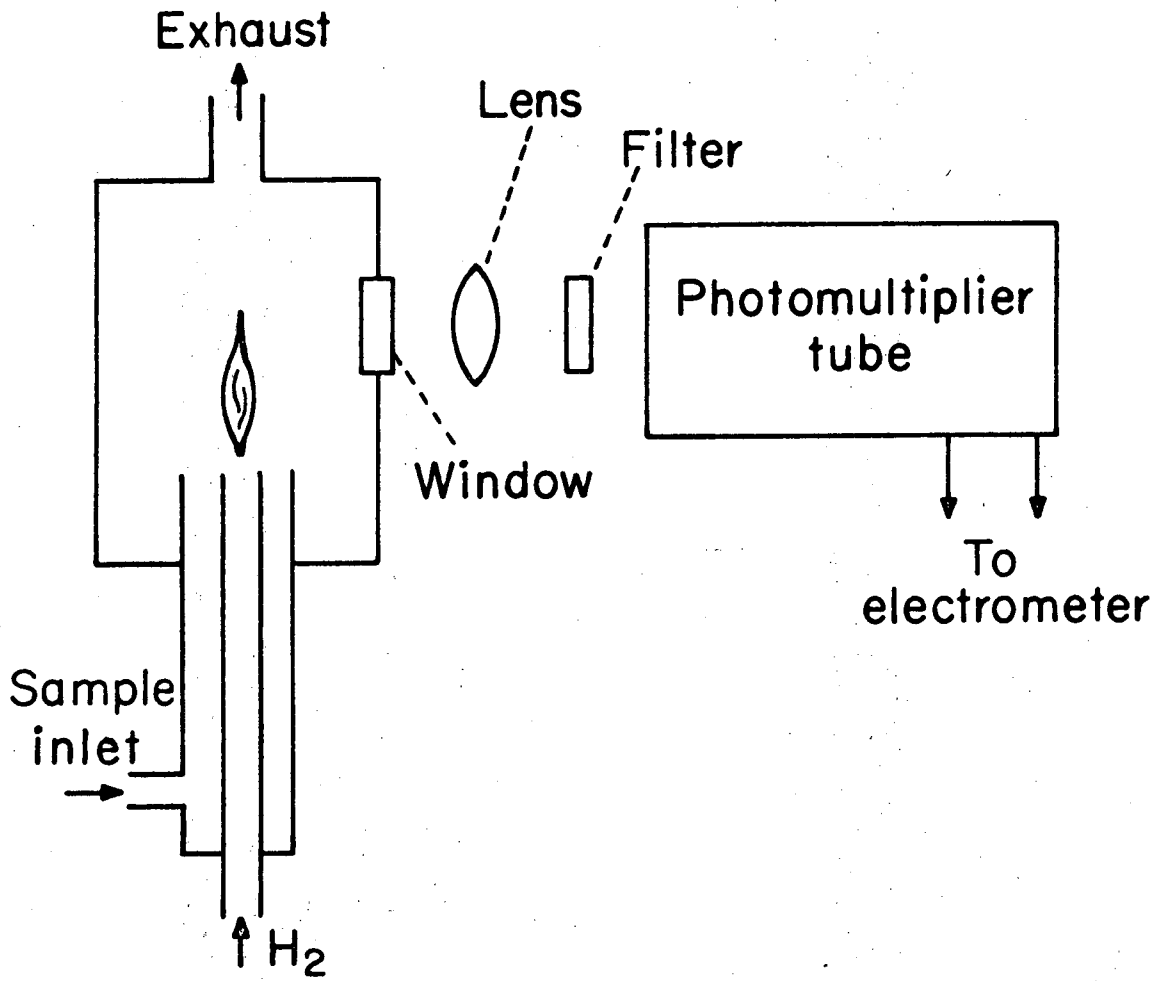 Exhaust
Lens
Filter
Photomultiplier
tube
Window
To
electrometer
Sample
inlet
H₂